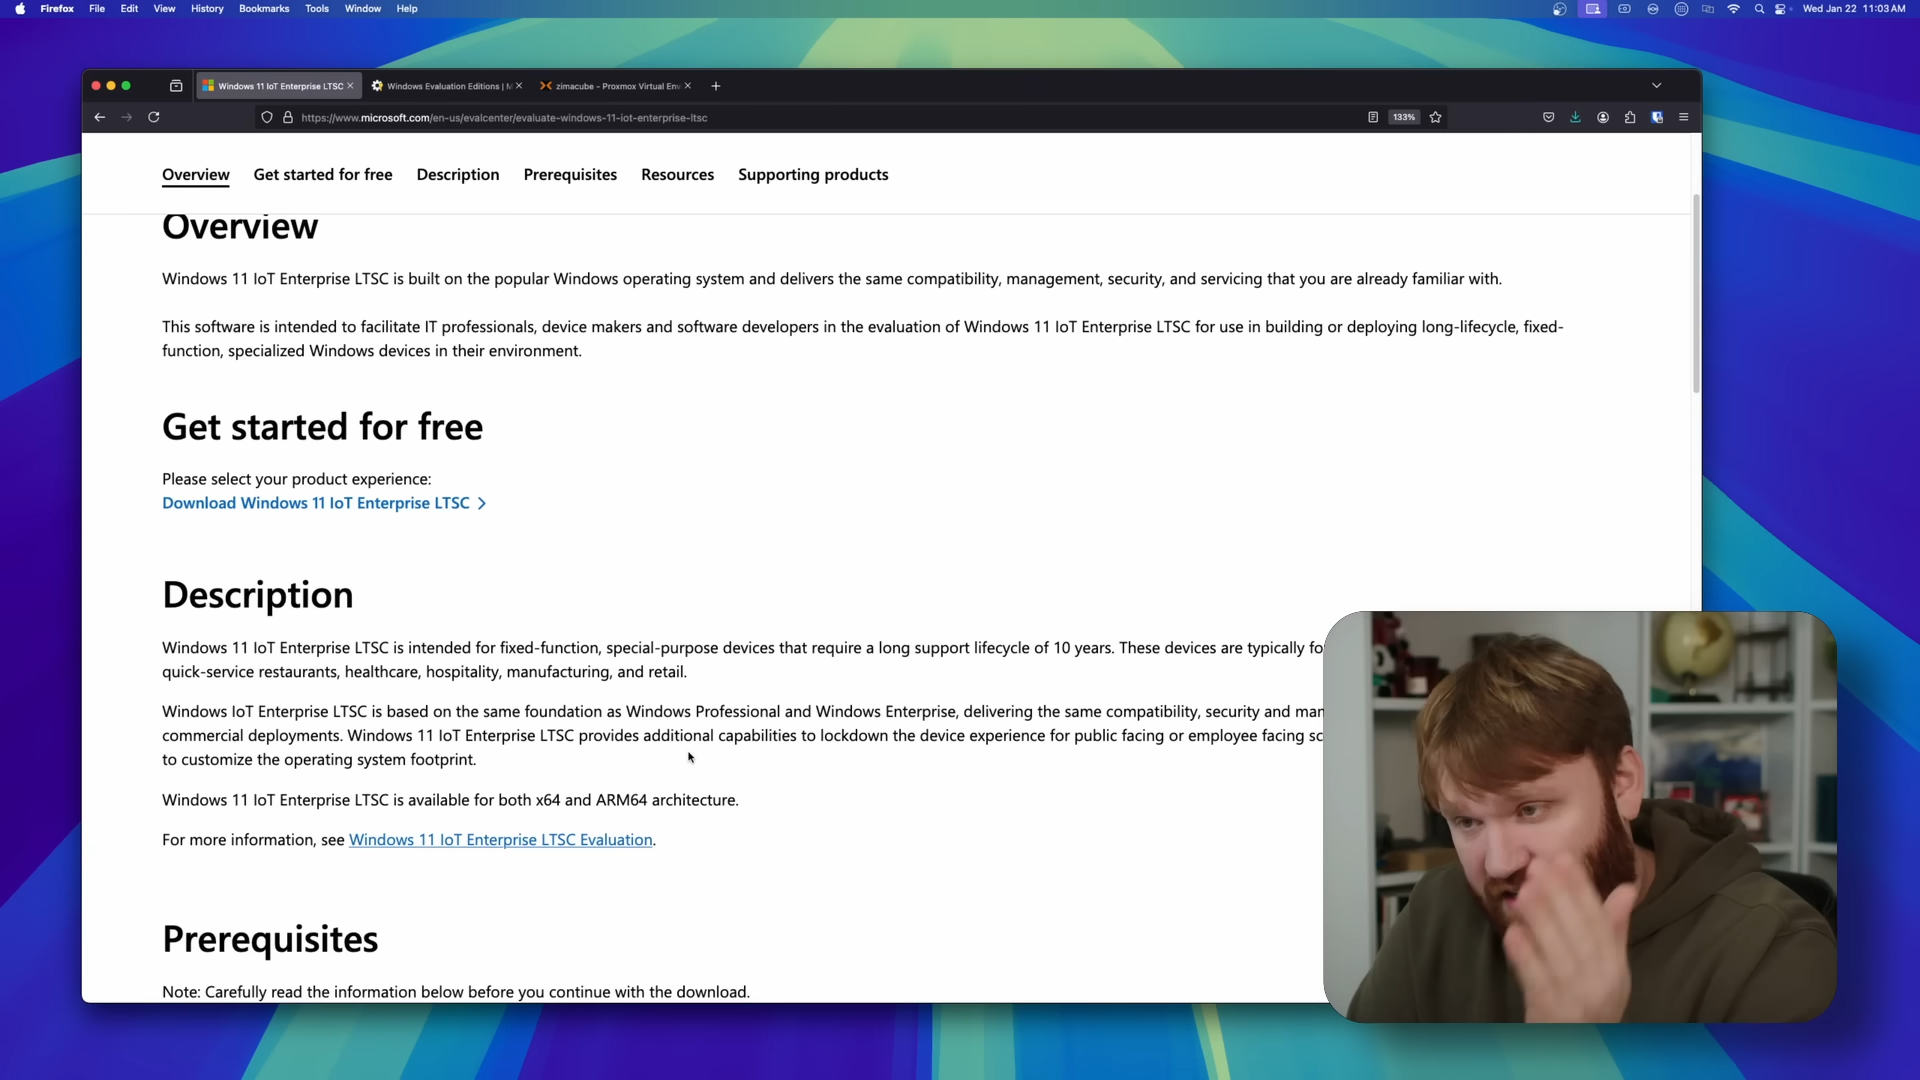 Firefox File Edit View History Bookmarks Tools Window Help
Wed Jan 22 11:03 AM
Windows 11 IoT Enterprise LTSC
Windows Evaluation Editions | M
zimacube - Proxmox Virtual Env
https://www.microsoft.com/en-us/evalcenter/evaluate-windows-11-iot-enterprise-ltsc
133%
Overview Get started for free Description Prerequisites Resources Supporting products
Overview
Windows 11 IoT Enterprise LTSC is built on the popular Windows operating system and delivers the same compatibility, management, security, and servicing that you are already familiar with.
This software is intended to facilitate IT professionals, device makers and software developers in the evaluation of Windows 11 IoT Enterprise LTSC for use in building or deploying long-lifecycle, fixed-
function, specialized Windows devices in their environment.
Get started for free
Please select your product experience:
Download Windows 11 IoT Enterprise LTSC
Description
Windows 11 IoT Enterprise LTSC is intended for fixed-function, special-purpose devices that require a long support lifecycle of 10 years. These devices are typically fo
quick-service restaurants, healthcare, hospitality, manufacturing, and retail.
Windows IoT Enterprise LTSC is based on the same foundation as Windows Professional and Windows Enterprise, delivering the same compatibility, security and man
commercial deployments. Windows 11 IoT Enterprise LTSC provides additional capabilities to lockdown the device experience for public facing or employee facing sc
to customize the operating system footprint.
Windows 11 IoT Enterprise LTSC is available for both x64 and ARM64 architecture.
For more information, see Windows 11 IoT Enterprise LTSC Evaluation.
Prerequisites
Note: Carefully read the information below before you continue with the download.